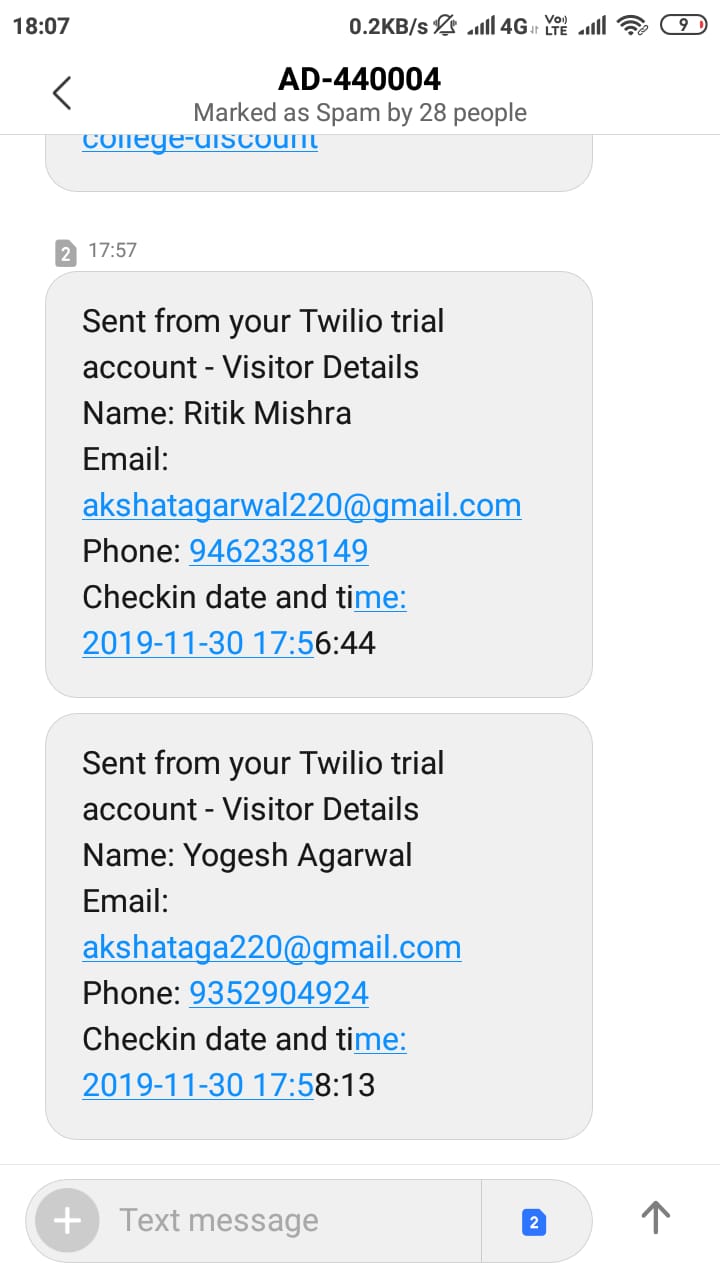 18:07
0.2KB/s 4G Vo)) LTE 9
AD-440004
Marked as Spam by 28 people
college-discount
2 17:57
Sent from your Twilio trial
account - Visitor Details
Name: Ritik Mishra
Email:
akshatagarwal220@gmail.com
Phone: 9462338149
Checkin date and time:
2019-11-30 17:56:44
Sent from your Twilio trial
account - Visitor Details
Name: Yogesh Agarwal
Email:
akshataga220@gmail.com
Phone: 9352904924
Checkin date and time:
2019-11-30 17:58:13
Text message
2